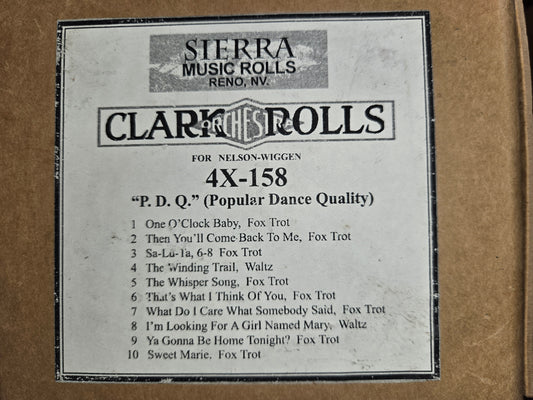 SIERRA
MUSIC ROLLS
RENO, NV.
CLARK ORCHESTRA ROLLS
FOR NELSON-WIGGEN
4X-158
"P. D. Q." (Popular Dance Quality)
1 One O'Clock Baby, Fox Trot
2 Then You'll Come Back To Me, Fox Trot
3 Sa-Lu-Ta, 6-8 Fox Trot
4 The Winding Trail, Waltz
5 The Whisper Song, Fox Trot
6 That's What I Think Of You, Fox Trot
7 What Do I Care What Somebody Said, Fox Trot
8 I'm Looking For A Girl Named Mary, Waltz
9 Ya Gonna Be Home Tonight? Fox Trot
10 Sweet Marie, Fox Trot